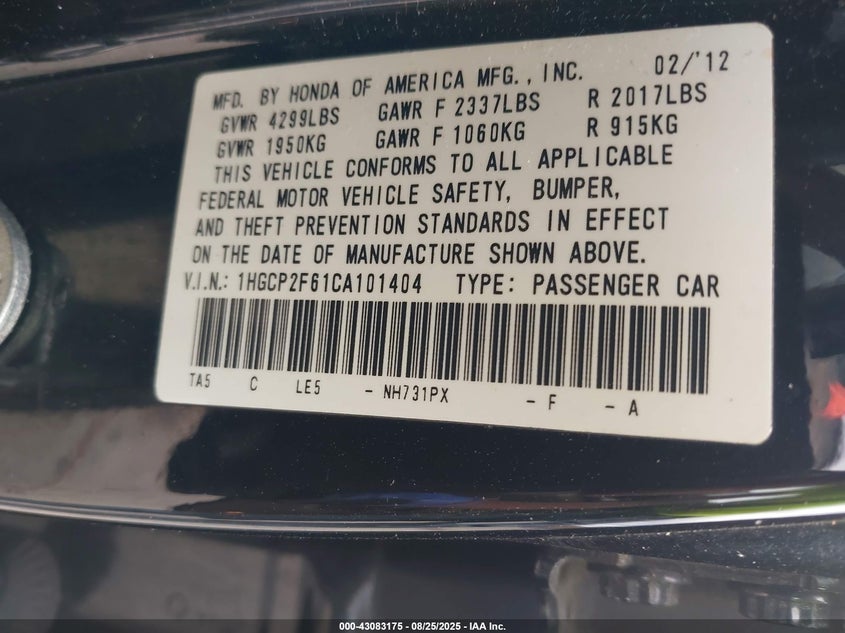 MFD. BY HONDA OF AMERICA MFG., INC. 02/'12
GVWR 4299LBS GAWR F 2337LBS R 2017LBS
GVWR 1950KG GAWR F 1060KG R 915KG
THIS VEHICLE CONFORMS TO ALL APPLICABLE
FEDERAL MOTOR VEHICLE SAFETY, BUMPER,
AND THEFT PREVENTION STANDARDS IN EFFECT
ON THE DATE OF MANUFACTURE SHOWN ABOVE.
V.I.N.: 1HGCP2F61CA101404 TYPE: PASSENGER CAR
TA5 C LE5 - NH731PX - F - A
000-43083175 | 08/25/2025 - IAA Inc.